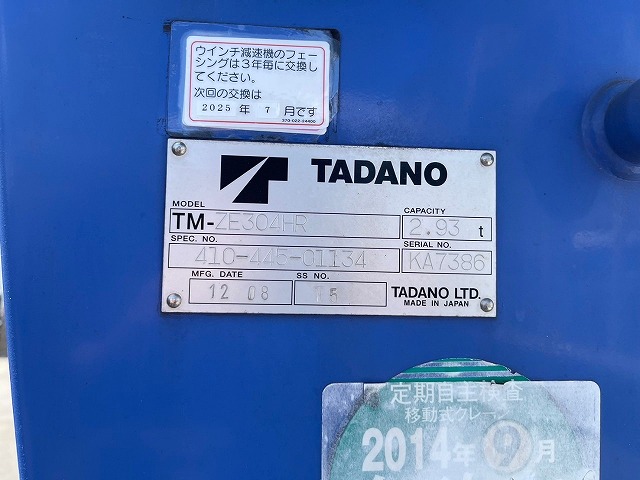 ウインチ減速機のフェー
シングは3年毎に交換し
てください。
次回の交換は
2025 年 7 月です
370-022-14400
TADANO
MODEL
TM-ZE304HR
CAPACITY
2.93 t
SPEC. NO.
410-445-01134
SERIAL NO.
KA7386
MFG. DATE
12 08
SS NO.
T5
TADANO LTD.
MADE IN JAPAN
定期自主検査
移動式クレーン
2014年 9月